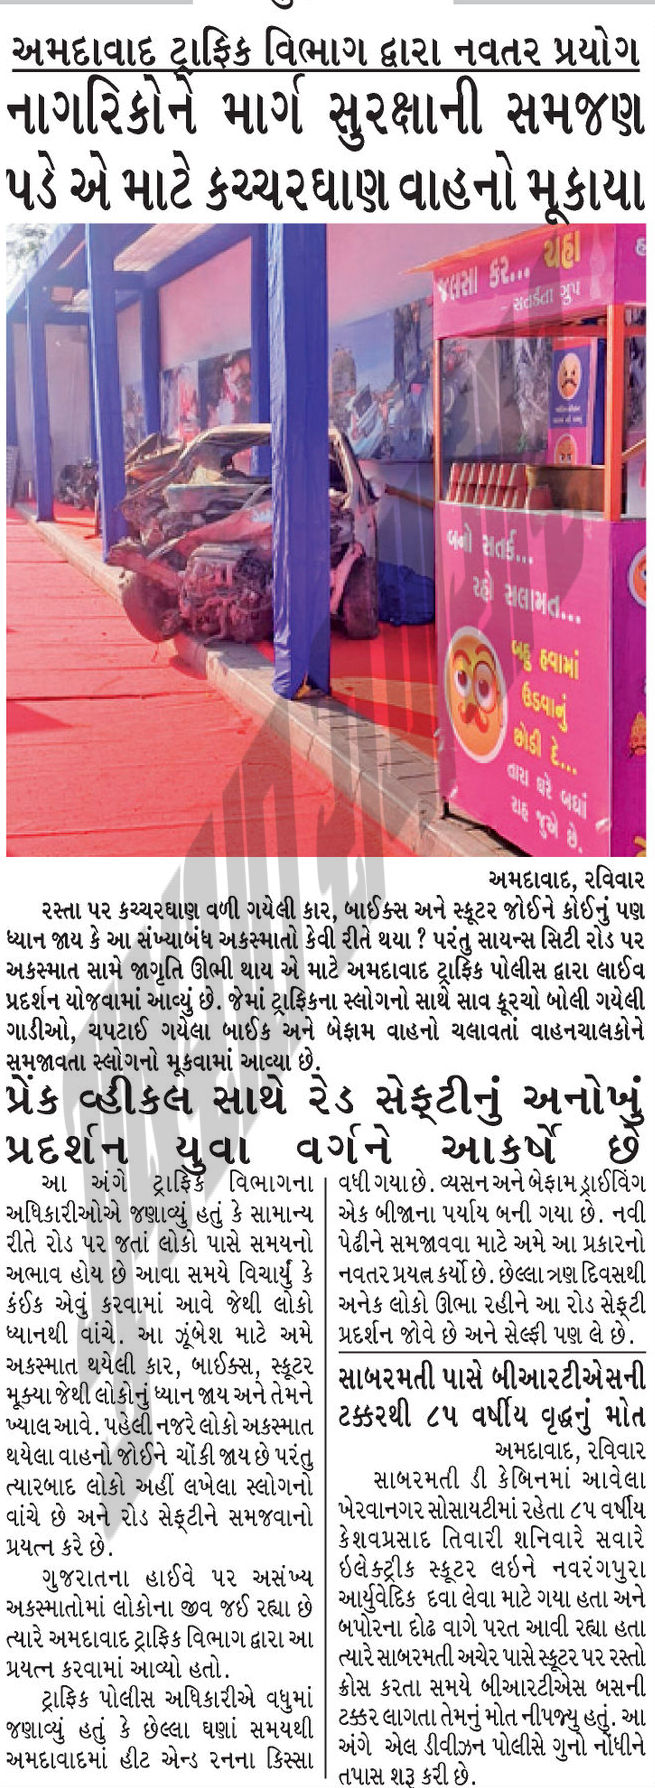 અમદાવાદ ટ્રાફિક વિભાગ દ્વારા નવતર પ્રયોગ
નાગરિકોને માર્ગ સુરક્ષાની સમજણ
પડે એ માટે કચ્ચરઘાણ વાહનો મૂકાયા
જલસા કર... ચહા
- સતર્કતા ગ્રુપ
બનો સતર્ક...
રહો સલામત...
બહુ હવામાં
ઉડવાનું
છોડી દે...
તારા ઘરે બધાં
રાહ જુએ છે.
અમદાવાદ, રવિવાર
રસ્તા પર કચ્ચરઘાણ વળી ગયેલી કાર, બાઈક્સ અને સ્કૂટર જોઈને કોઈનું પણ
ધ્યાન જાય કે આ સંખ્યાબંધ અકસ્માતો કેવી રીતે થયા ? પરંતુ સાયન્સ સિટી રોડ પર
અકસ્માત સામે જાગૃતિ ઊભી થાય એ માટે અમદાવાદ ટ્રાફિક પોલીસ દ્વારા લાઈવ
પ્રદર્શન યોજવામાં આવ્યું છે. જેમાં ટ્રાફિકના સ્લોગનો સાથે સાવ કૂરચો બોલી ગયેલી
ગાડીઓ, ચપટાઈ ગયેલા બાઈક અને બેફામ વાહનો ચલાવતાં વાહનચાલકોને
સમજાવતા સ્લોગનો મૂકવામાં આવ્યા છે.
પ્રેંક વ્હીકલ સાથે રેડ સેફ્ટીનું અનોખું
પ્રદર્શન યુવા વર્ગને આકર્ષે છે
આ અંગે ટ્રાફિક વિભાગના
અધિકારીઓએ જણાવ્યું હતું કે સામાન્ય
રીતે રોડ પર જતાં લોકો પાસે સમયનો
અભાવ હોય છે આવા સમયે વિચાર્યું કે
કંઈક એવું કરવામાં આવે જેથી લોકો
ધ્યાનથી વાંચે. આ ઝૂંબેશ માટે અમે
અકસ્માત થયેલી કાર, બાઈક્સ, સ્કૂટર
મૂક્યા જેથી લોકોનું ધ્યાન જાય અને તેમને
ખ્યાલ આવે. પહેલી નજરે લોકો અકસ્માત
થયેલા વાહનો જોઈને ચોંકી જાય છે પરંતુ
ત્યારબાદ લોકો અહીં લખેલા સ્લોગનો
વાંચે છે અને રોડ સેફ્ટીને સમજવાનો
પ્રયત્ન કરે છે.
ગુજરાતના હાઈવે પર અસંખ્ય
અકસ્માતોમાં લોકોના જીવ જઈ રહ્યા છે
ત્યારે અમદાવાદ ટ્રાફિક વિભાગ દ્વારા આ
પ્રયત્ન કરવામાં આવ્યો હતો.
ટ્રાફિક પોલીસ અધિકારીએ વધુમાં
જણાવ્યું હતું કે છેલ્લા ઘણાં સમયથી
અમદાવાદમાં હીટ એન્ડ રનના કિસ્સા
વધી ગયા છે. વ્યસન અને બેફામ ડ્રાઈવિંગ
એક બીજાના પર્યાય બની ગયા છે. નવી
પેઢીને સમજાવવા માટે અમે આ પ્રકારનો
નવતર પ્રયત્ન કર્યો છે. છેલ્લા ત્રણ દિવસથી
અનેક લોકો ઊભા રહીને આ રોડ સેફ્ટી
પ્રદર્શન જોવે છે અને સેલ્ફી પણ લે છે.
સાબરમતી પાસે બીઆરટીએસની
ટક્કરથી ૮૫ વર્ષીય વૃદ્ધનું મોત
અમદાવાદ, રવિવાર
સાબરમતી ડી કેબિનમાં આવેલા
ખેરવાનગર સોસાયટીમાં રહેતા ૮૫ વર્ષીય
કેશવપ્રસાદ તિવારી શનિવારે સવારે
ઇલેક્ટ્રીક સ્કૂટર લઇને નવરંગપુરા
આર્યુવેદિક દવા લેવા માટે ગયા હતા અને
બપોરના દોઢ વાગે પરત આવી રહ્યા હતા
ત્યારે સાબરમતી અચેર પાસે સ્કૂટર પર રસ્તો
ક્રોસ કરતા સમયે બીઆરટીએસ બસની
ટક્કર લાગતા તેમનું મોત નીપજ્યુ હતું. આ
અંગે એલ ડીવીઝન પોલીસે ગુનો નોંધીને
તપાસ શરૂ કરી છે.